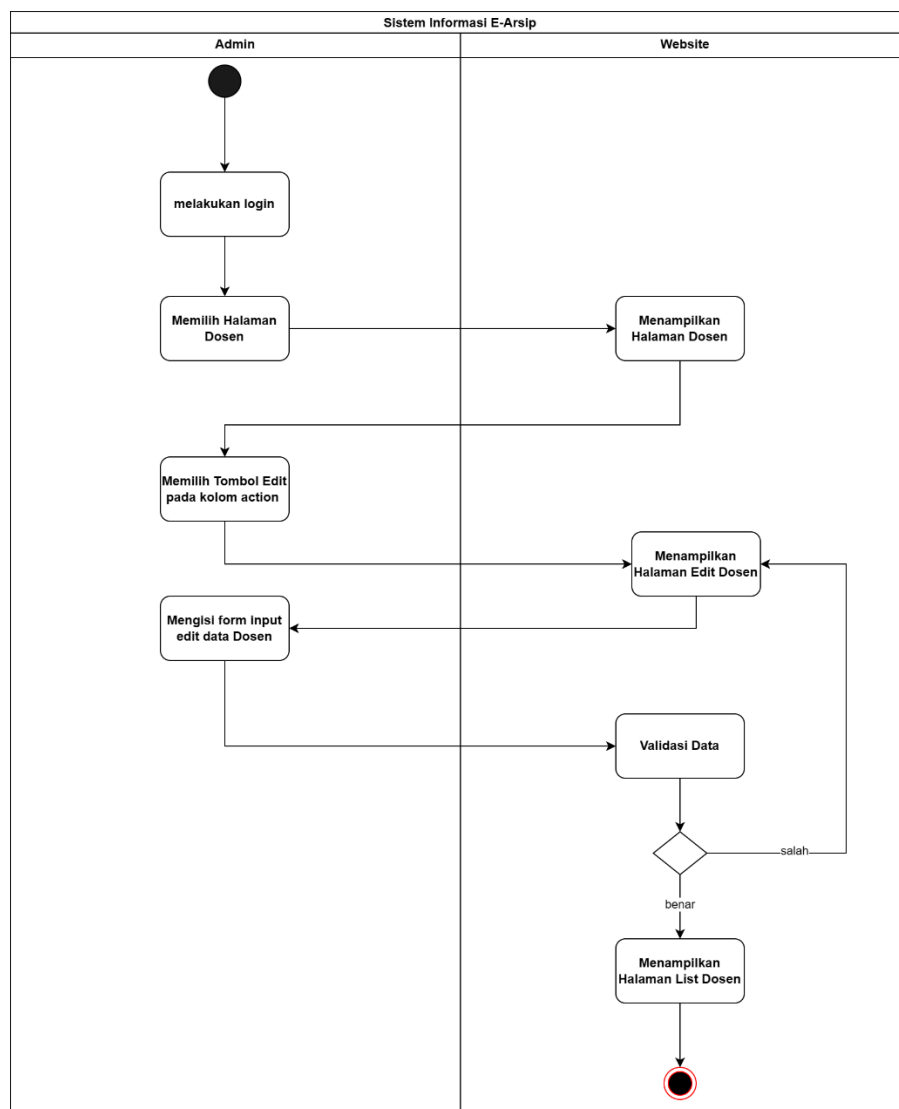 Sistem Informasi E-Arsip
Admin
Website
melakukan login
Memilih Halaman
Dosen
Menampilkan
Halaman Dosen
Memilih Tombol Edit
pada kolom action
Menampilkan
Halaman Edit Dosen
Mengisi form input
edit data Dosen
Validasi Data
salah
benar
Menampilkan
Halaman List Dosen